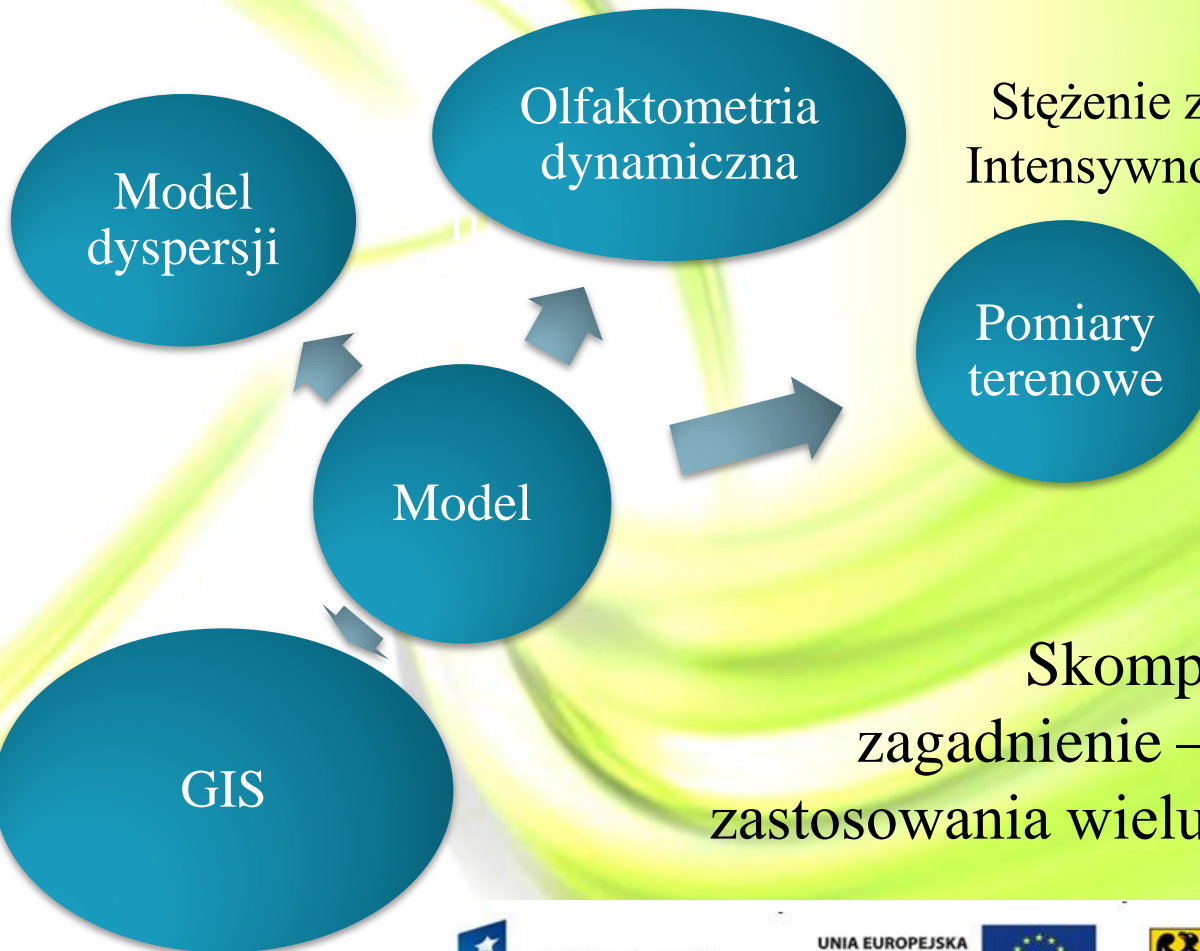 Olfaktometria
dynamiczna
Stężenie z
Intensywno
Model
dyspersji
Pomiary
terenowe
Model
Skomp
zagadnienie –
zastosowania wielu
GIS
UNIA EUROPEJSKA